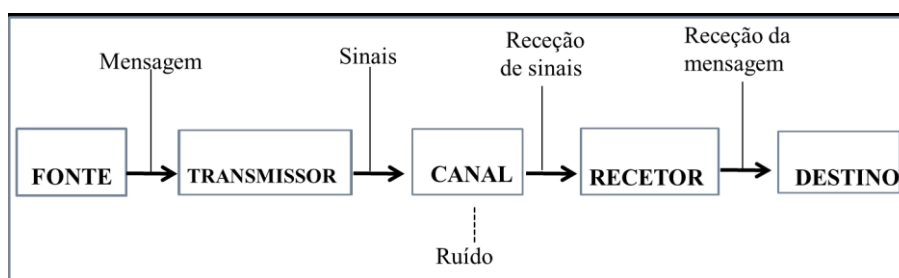 Mensagem
Sinais
Receção
de sinais
Receção da
mensagem
FONTE
TRANSMISSOR
CANAL
RECETOR
DESTINO
Ruído